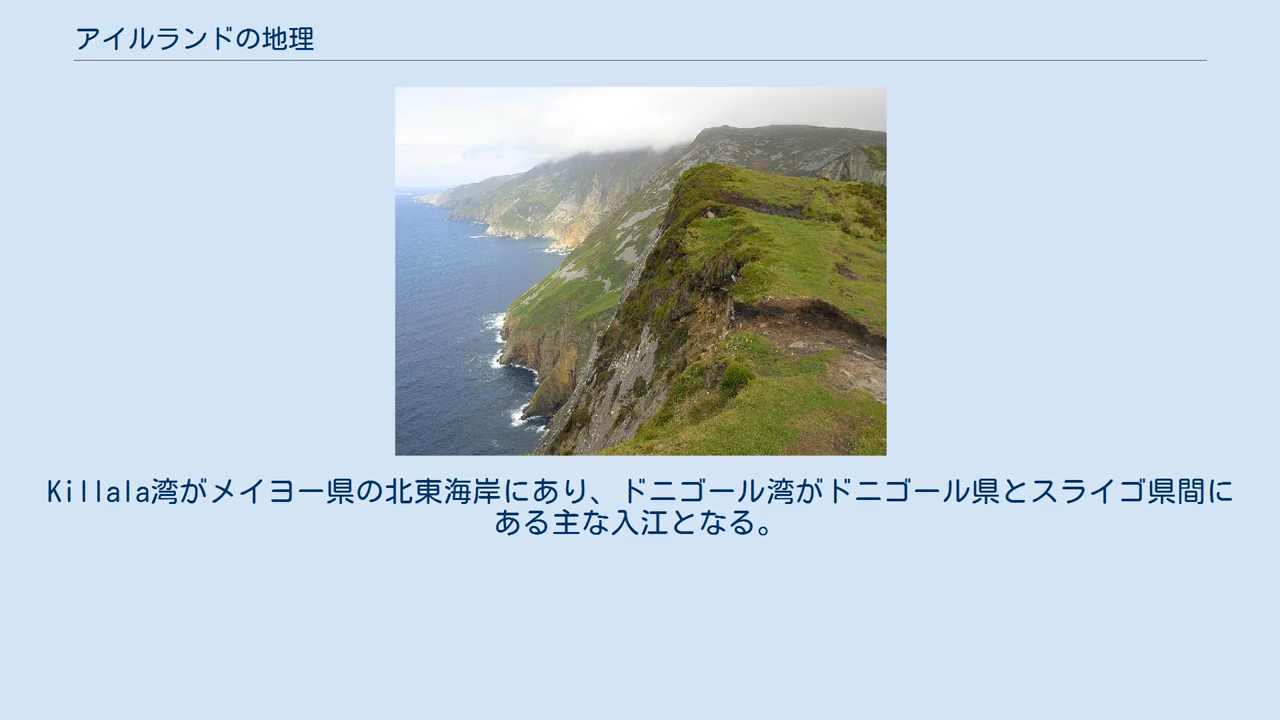 アイルランドの地理
Killala湾がメイヨー県の北東海岸にあり、ドニゴール湾がドニゴール県とスライゴ県間に
ある主な入江となる。